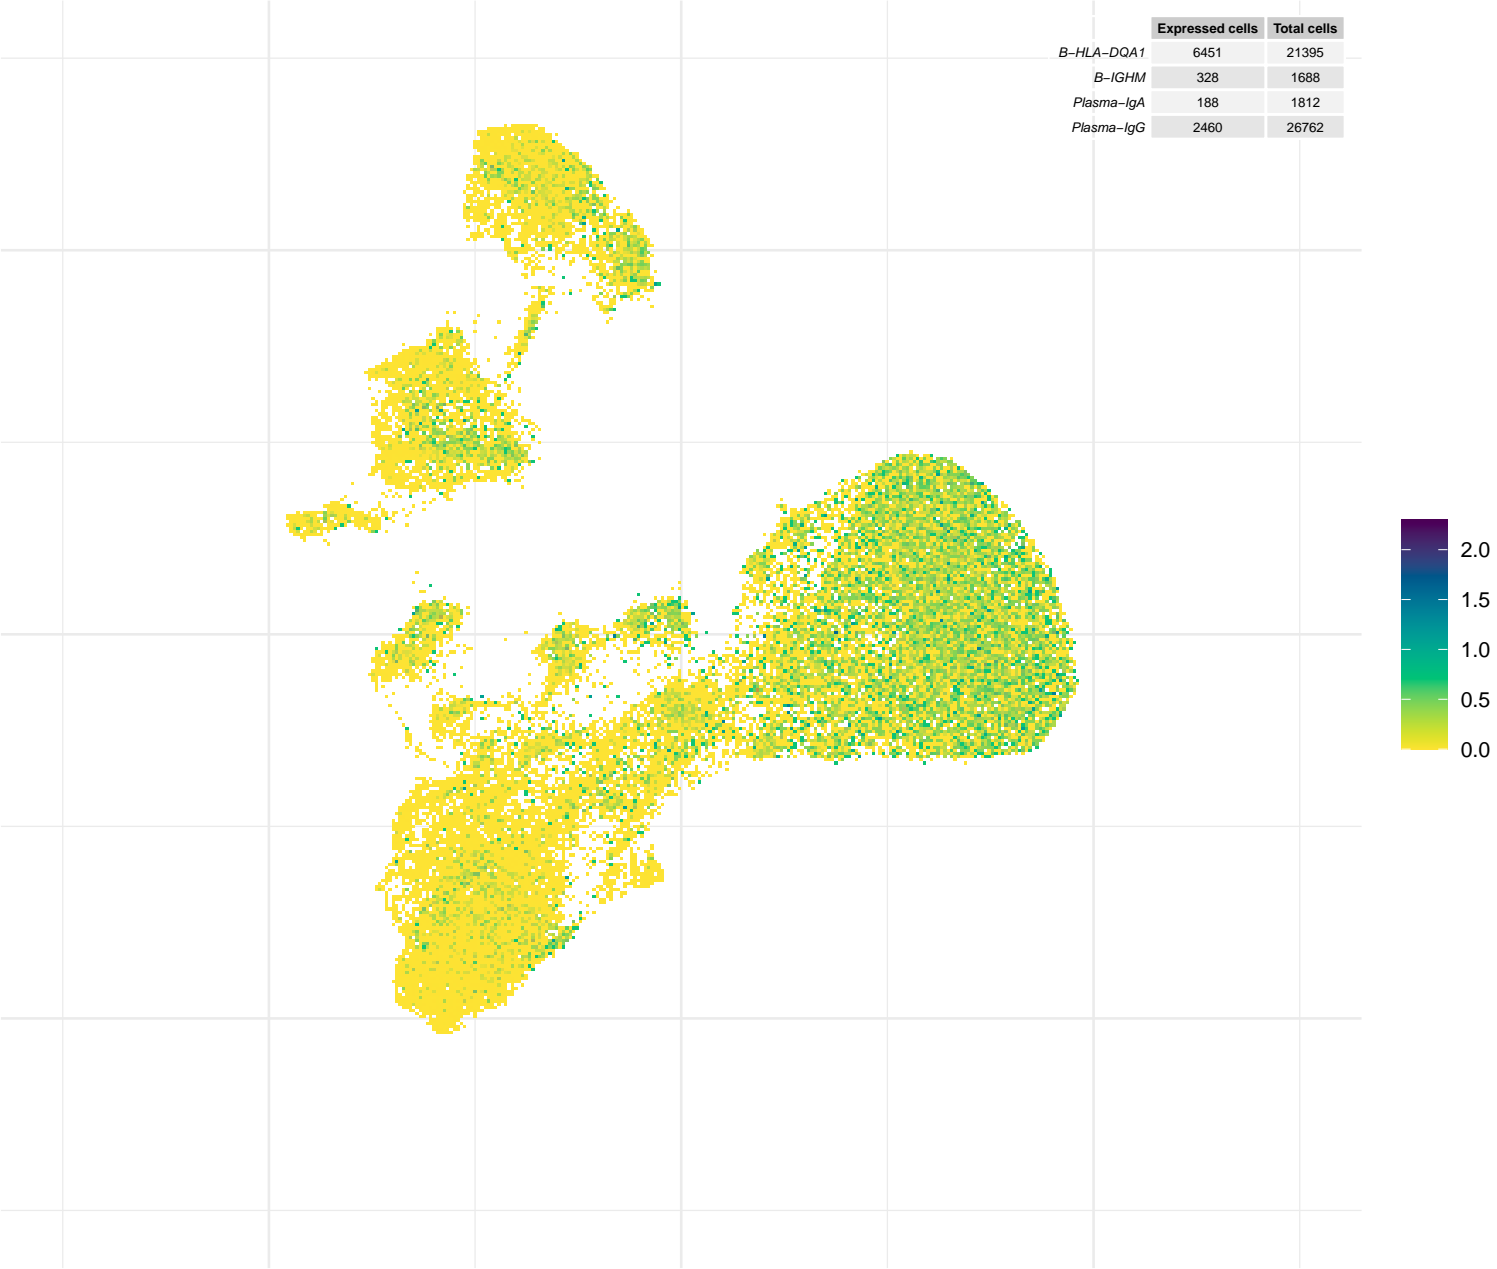 Expressed cells Total cells
B−HLA−DQA1 6451 21395
B−IGHM 328 1688
Plasma−IgA 188 1812
Plasma−IgG 2460 26762
2.0
1.5
1.0
0.5
0.0